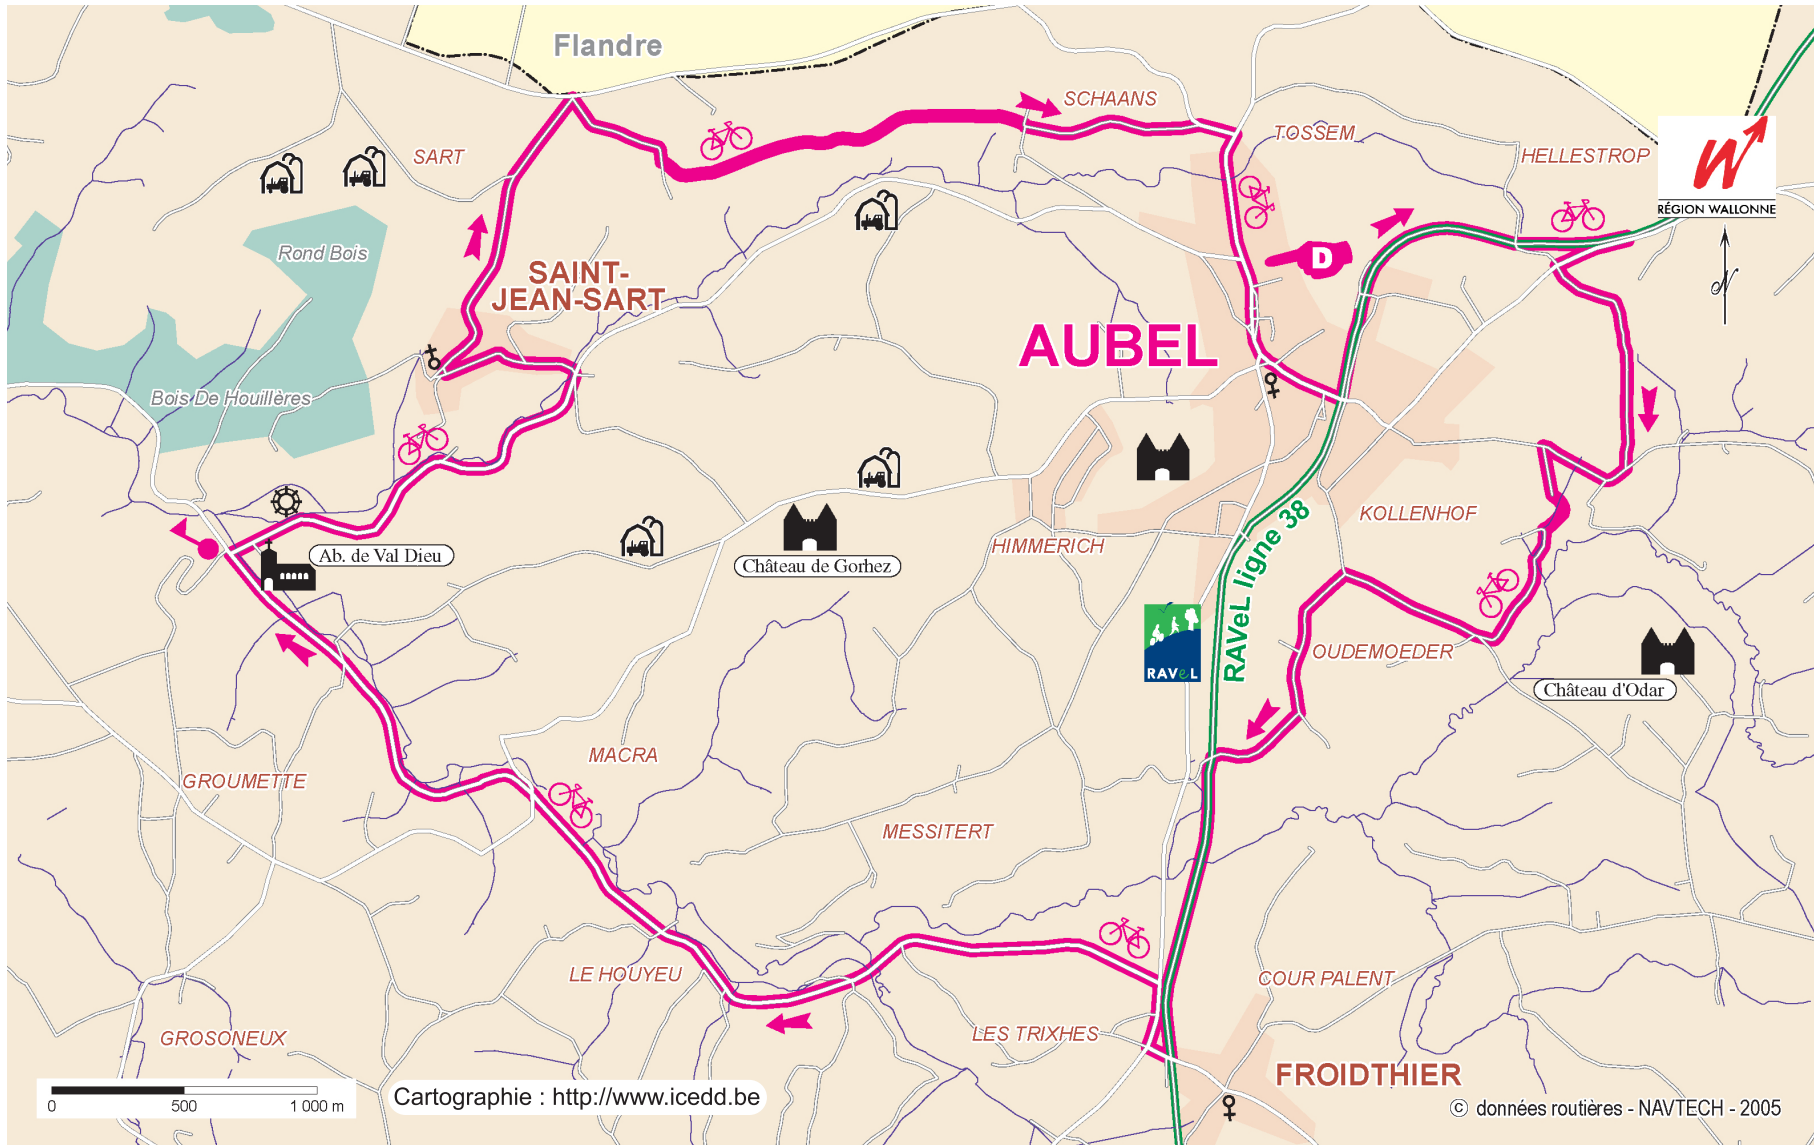 Flandre
SCHAANS
TOSSEM
HELLESTROP
SART
RÉGION WALLONNE
Rond Bois
D
SAINT-
JEAN-SART
N
AUBEL
Bois De Houillères
KOLLENHOF
HIMMERICH
Ab. de Val Dieu
Château de Gorhez
RAVeL ligne 38
OUDEMOEDER
RAVeL
Château d'Odar
MACRA
GROUMETTE
MESSITERT
LE HOUYEU
COUR PALENT
GROSONEUX
LES TRIXHES
FROIDTHIER
0 500 1 000 m
Cartographie : http://www.icedd.be
© données routières - NAVTECH - 2005